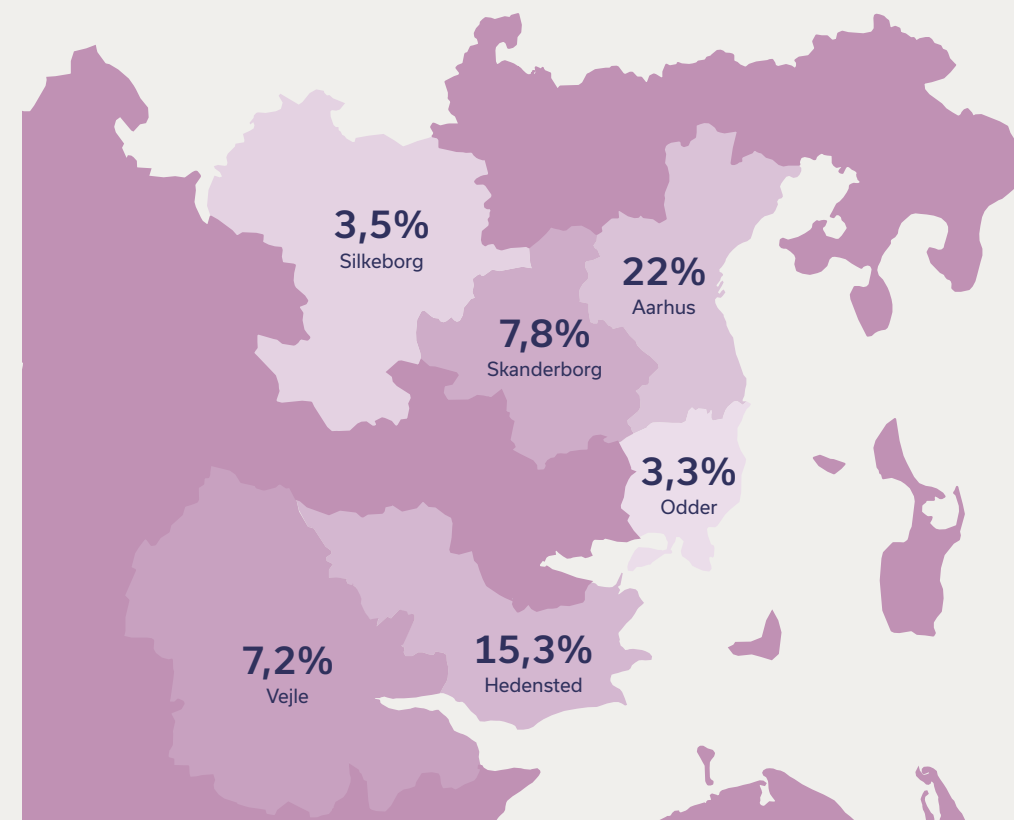 3,5%
Silkeborg
22%
Aarhus
7,8%
Skanderborg
3,3%
Odder
15,3%
Hedensted
7,2%
Vejle